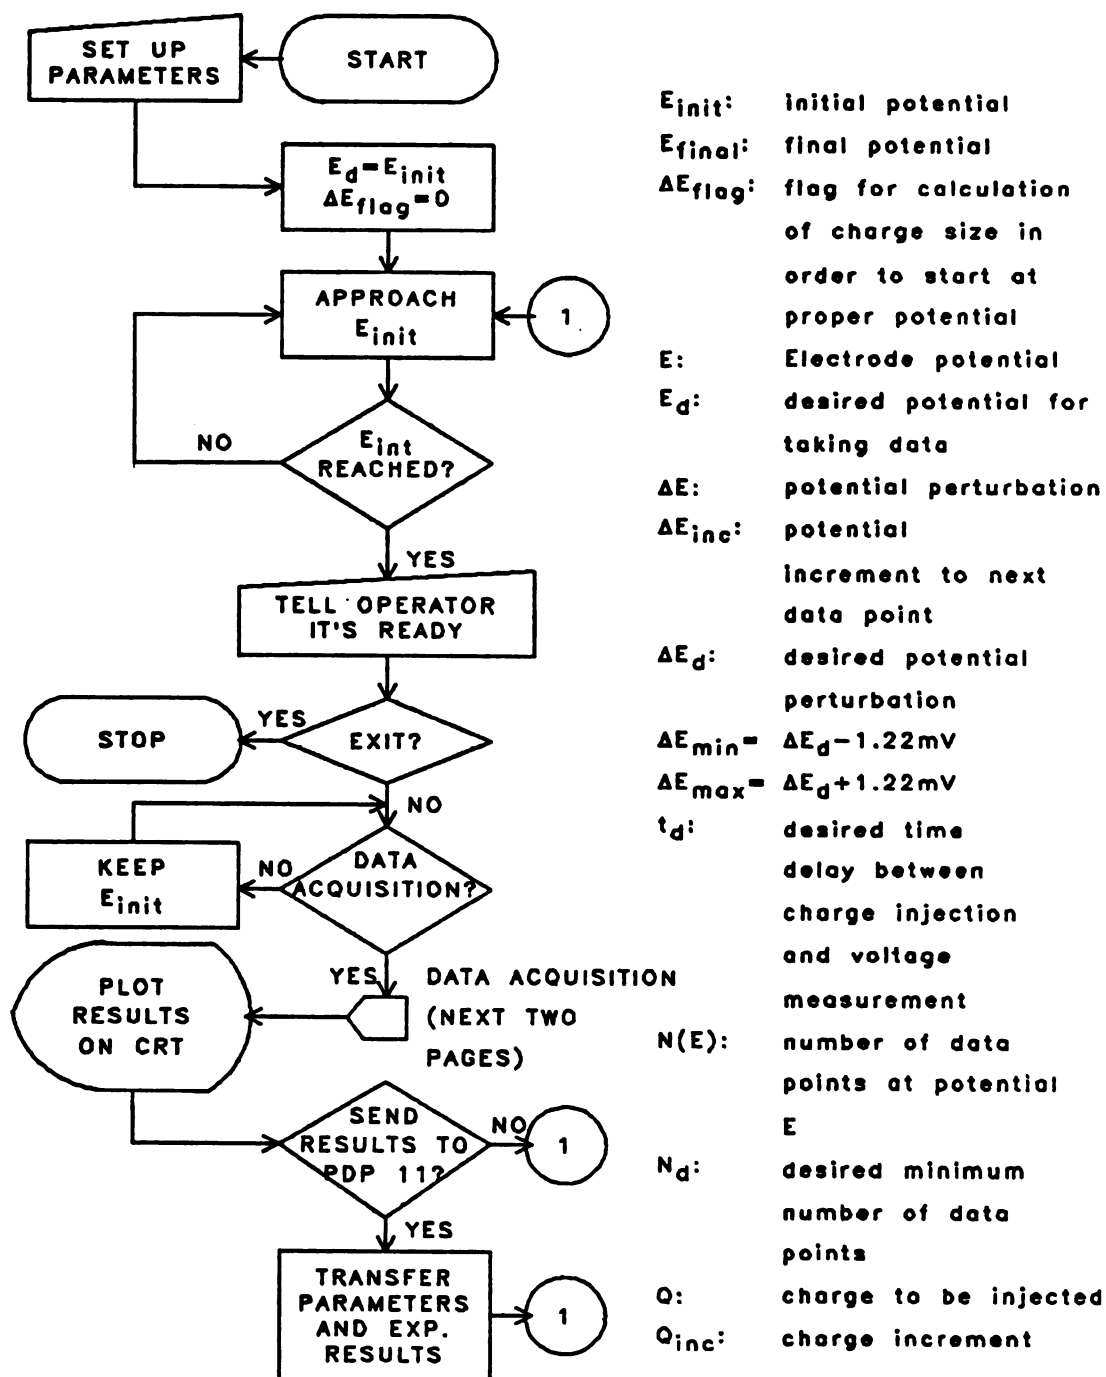 SET UP
PARAMETERS
START
E_d=E_init
ΔE_flag=0
APPROACH
E_init
1
E_int
REACHED?
NO
YES
TELL OPERATOR
IT'S READY
EXIT?
YES
STOP
NO
DATA
ACQUISITION?
NO
KEEP
E_init
YES
DATA ACQUISITION
(NEXT TWO
PAGES)
PLOT
RESULTS
ON CRT
SEND
RESULTS TO
PDP 11?
NO
1
YES
TRANSFER
PARAMETERS
AND EXP.
RESULTS
1
E_init: initial potential
E_final: final potential
ΔE_flag: flag for calculation
of charge size in
order to start at
proper potential
E: Electrode potential
E_d: desired potential for
taking data
ΔE: potential perturbation
ΔE_inc: potential
increment to next
data point
ΔE_d: desired potential
perturbation
ΔE_min= ΔE_d-1.22mV
ΔE_max= ΔE_d+1.22mV
t_d: desired time
delay between
charge injection
and voltage
measurement
N(E): number of data
points at potential
E
N_d: desired minimum
number of data
points
Q: charge to be injected
Q_inc: charge increment